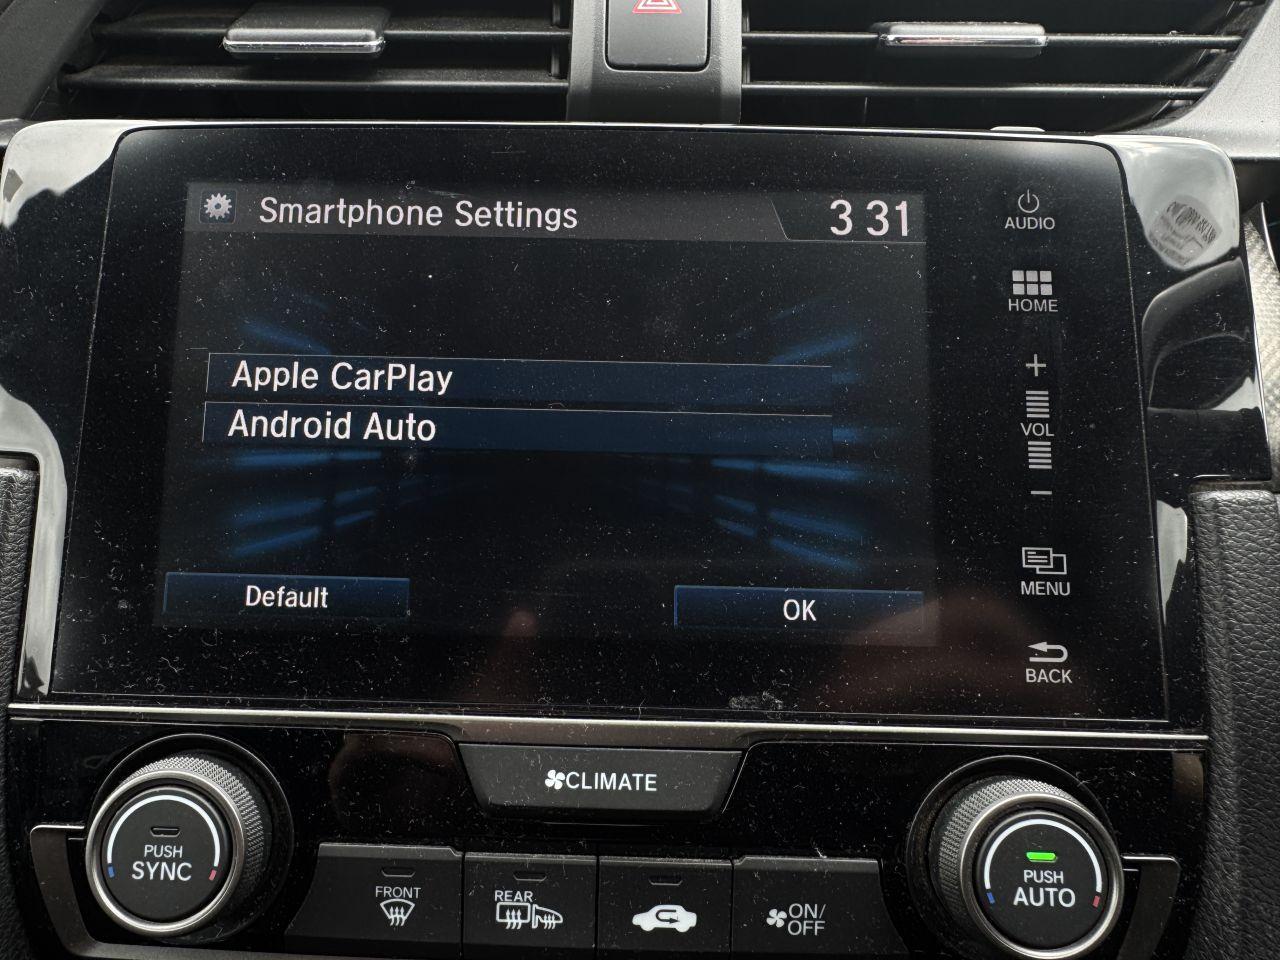 Smartphone Settings
3 31
AUDIO
HOME
Apple CarPlay
+
VOL
Android Auto
−
MENU
Default
OK
BACK
CLIMATE
PUSH
SYNC
FRONT
REAR
ON/
OFF
PUSH
AUTO